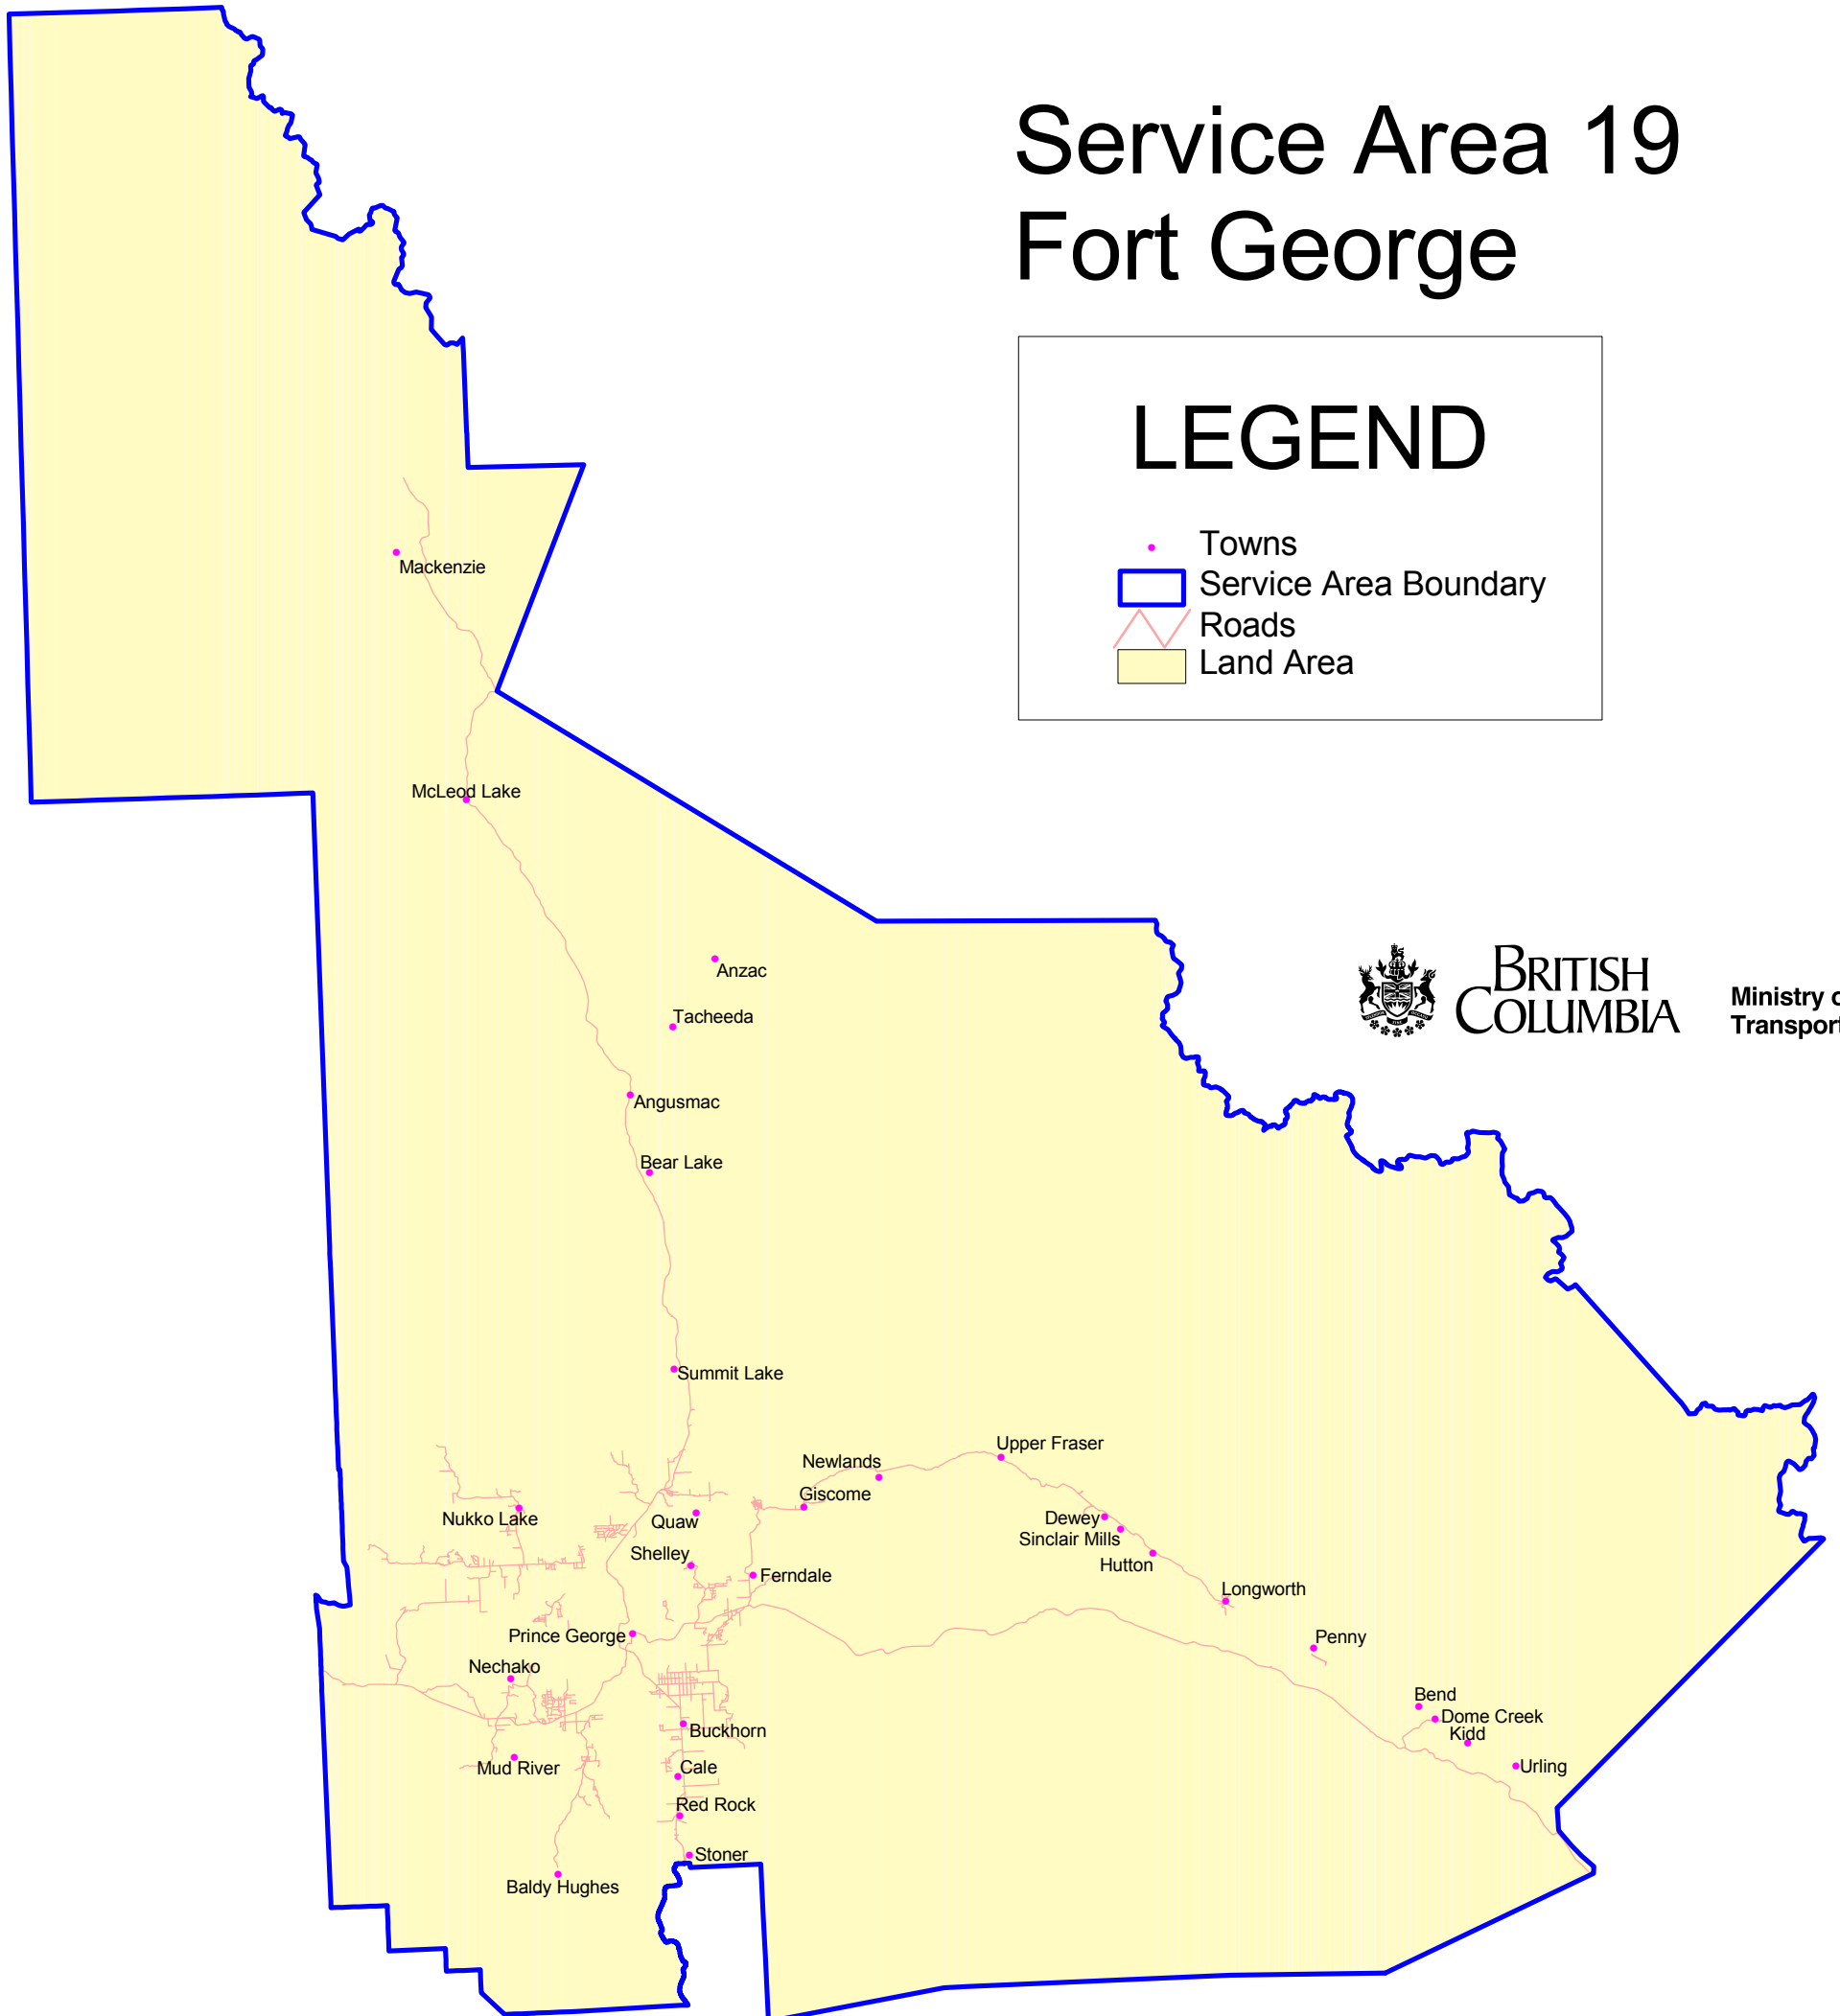 Service Area 19
Fort George
LEGEND
Towns
Service Area Boundary
Roads
Land Area
Mackenzie
McLeod Lake
BRITISH
COLUMBIA
Ministry
Transport
Anzac
Tacheeda
Angusmac
Bear Lake
Summit Lake
Upper Fraser
Newlands
Giscome
Nukko Lake
Quaw
Dewey
Sinclair Mills
Shelley
Hutton
Ferndale
Longworth
Prince George
Penny
Nechako
Bend
Dome Creek
Buckhorn
Kidd
Mud River
Cale
Urling
Red Rock
Stoner
Baldy Hughes